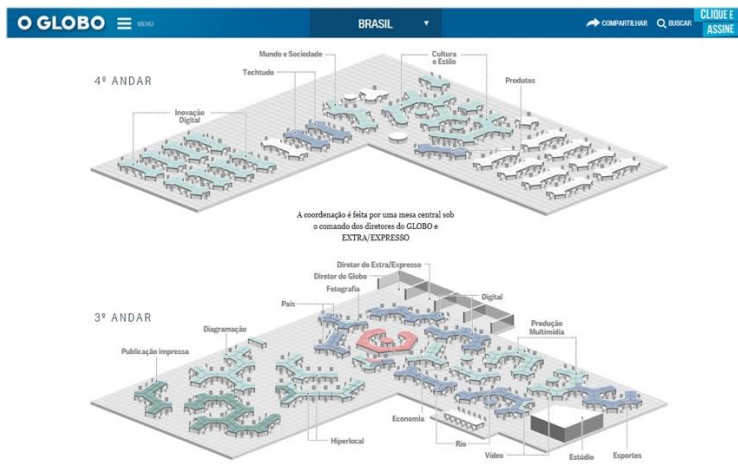 O GLOBO
MENU
BRASIL
COMPARTILHAR
BUSCAR
CLIQUE E
ASSINE
4º ANDAR
Mundo e Sociedade
Techtudo
Cultura
e Estilo
Produtos
Inovação
Digital
A coordenação é feita por uma mesa central sob
o comando dos diretores do GLOBO e
EXTRA/EXPRESSO
3º ANDAR
Diretor do Extra/Expresso
Diretor do Globo
Fotografia
País
Digital
Diagramação
Produção
Multimídia
Publicação impressa
Economia
Hiperlocal
Rio
Vídeo
Estúdio
Esportes